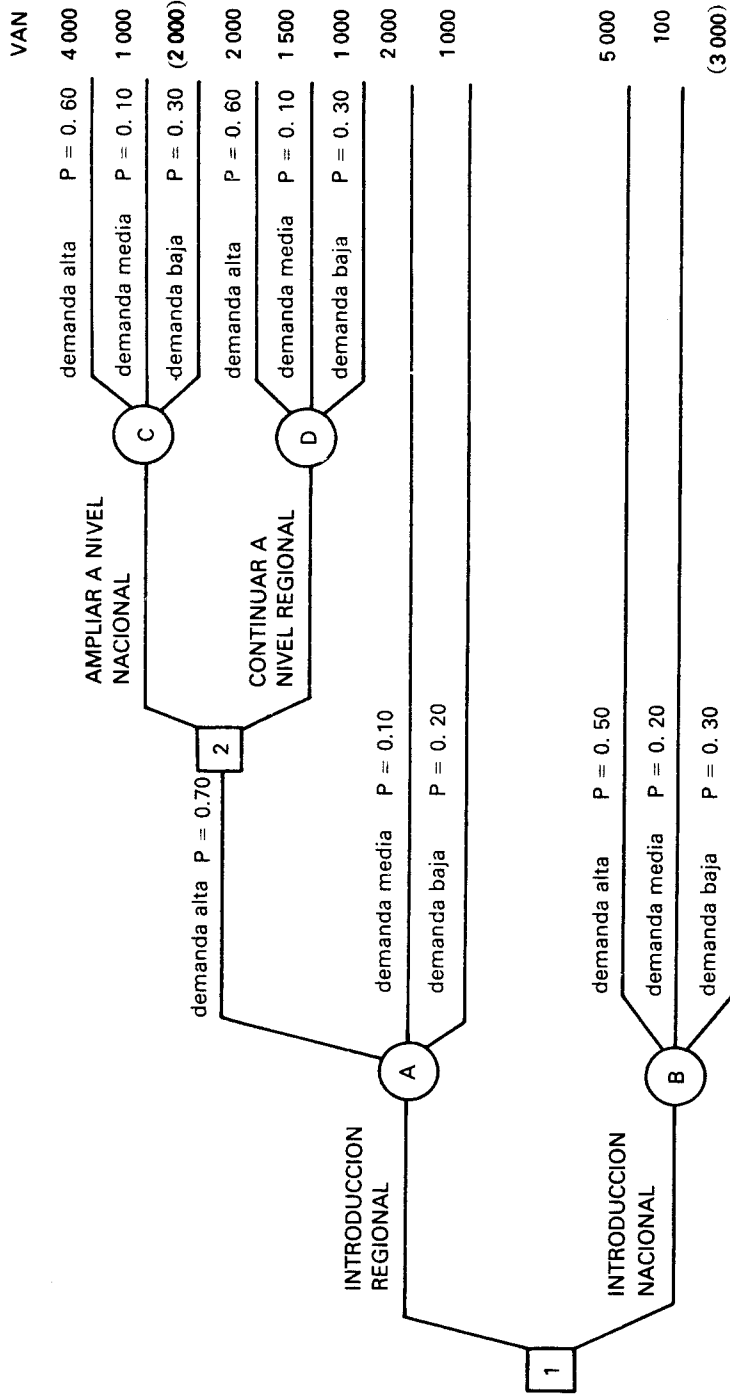 VAN
demanda alta P = 0.60 4 000
AMPLIAR A NIVEL
NACIONAL
C
demanda media P = 0.10 1 000
demanda baja P = 0.30 (2 000)
demanda alta P = 0.70
2
demanda alta P = 0.60 2 000
CONTINUAR A
NIVEL REGIONAL
D
demanda media P = 0.10 1 500
demanda baja P = 0.30 1 000
INTRODUCCION
REGIONAL
A
demanda media P = 0.10 2 000
demanda baja P = 0.20 1 000
1
demanda alta P = 0.50 5 000
INTRODUCCION
NACIONAL
B
demanda media P = 0.20 100
demanda baja P = 0.30 (3 000)